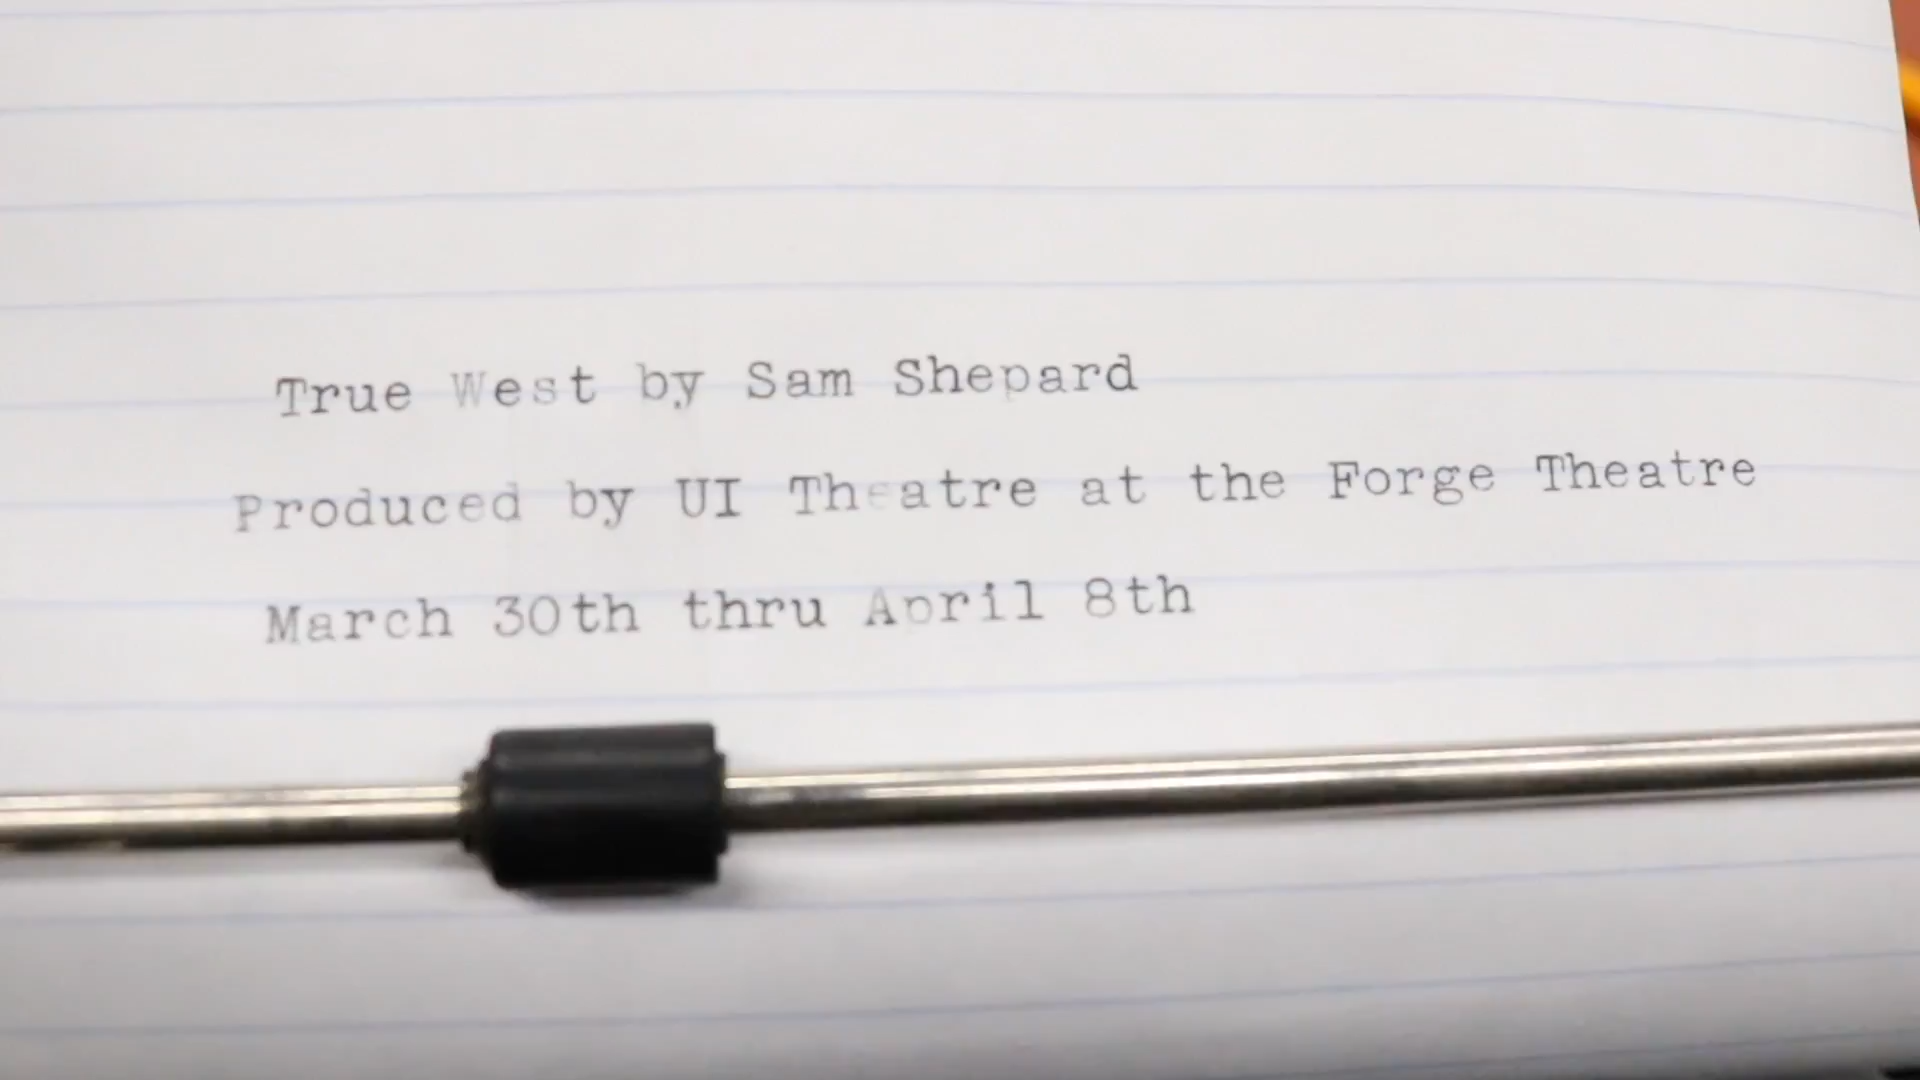 True West by Sam Shepard
Produced by UI Theatre at the Forge Theatre
March 30th thru April 8th